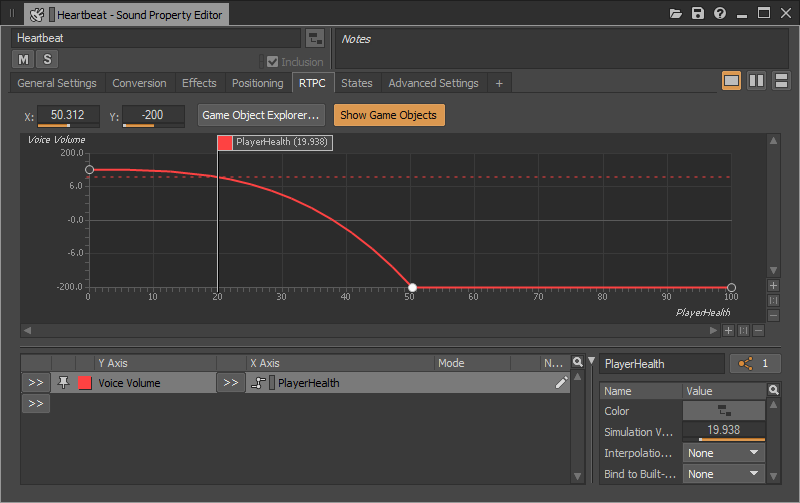 Heartbeat - Sound Property Editor
Heartbeat
Notes
M S
Inclusion
General Settings Conversion Effects Positioning RTPC States Advanced Settings +
X: 50.312 Y: -200 Game Object Explorer... Show Game Objects
Voice Volume
PlayerHealth (19.938)
200.0
6.0
-0.0
-6.0
-200.0
0 10 20 30 40 50 60 70 80 90 100
PlayerHealth
Y Axis X Axis Mode N...
>> Voice Volume >> PlayerHealth
>>
PlayerHealth 1
Name Value
Color
Simulation V... 19.938
Interpolatio... None
Bind to Built-... None